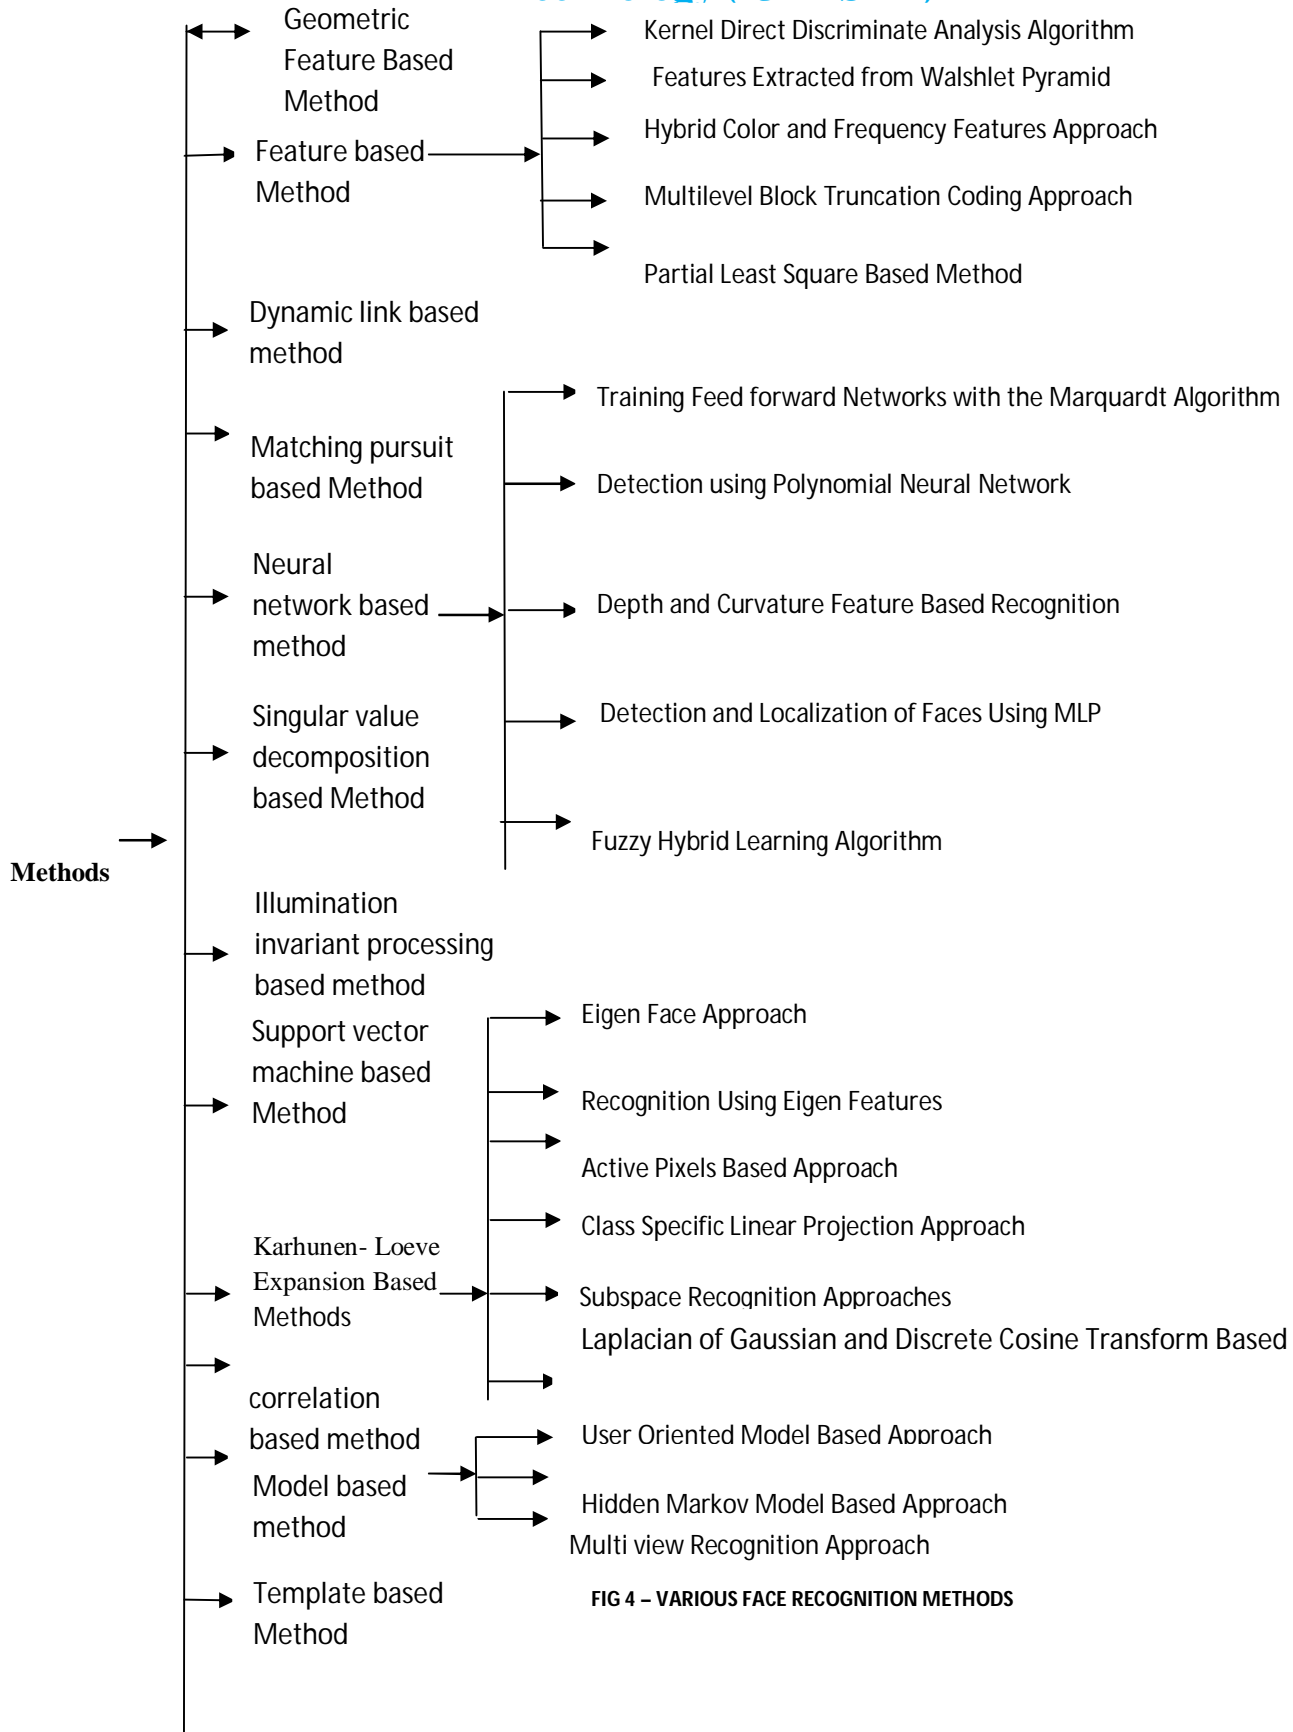 Geometric
Feature Based
Method
Kernel Direct Discriminate Analysis Algorithm
Features Extracted from Walshlet Pyramid
Hybrid Color and Frequency Features Approach
Feature based
Method
Multilevel Block Truncation Coding Approach
Partial Least Square Based Method
Dynamic link based
method
Training Feed forward Networks with the Marquardt Algorithm
Matching pursuit
based Method
Detection using Polynomial Neural Network
Neural
network based
method
Depth and Curvature Feature Based Recognition
Singular value
decomposition
based Method
Detection and Localization of Faces Using MLP
Fuzzy Hybrid Learning Algorithm
Methods
Illumination
invariant processing
based method
Support vector
machine based
Method
Eigen Face Approach
Recognition Using Eigen Features
Active Pixels Based Approach
Class Specific Linear Projection Approach
Karhunen- Loeve
Expansion Based
Methods
Subspace Recognition Approaches
Laplacian of Gaussian and Discrete Cosine Transform Based
correlation
based method
User Oriented Model Based Approach
Model based
method
Hidden Markov Model Based Approach
Multi view Recognition Approach
Template based
Method
FIG 4 – VARIOUS FACE RECOGNITION METHODS